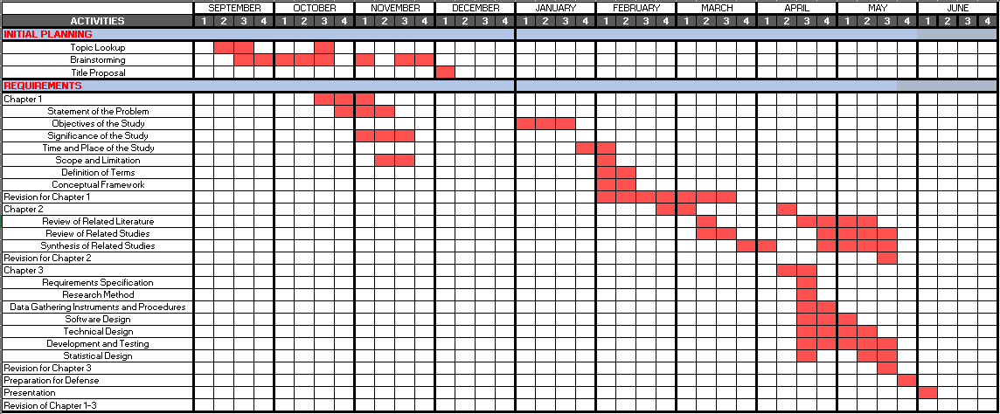 SEPTEMBER OCTOBER NOVEMBER DECEMBER JANUARY FEBRUARY MARCH APRIL MAY JUNE
ACTIVITIES 1 2 3 4 1 2 3 4 1 2 3 4 1 2 3 4 1 2 3 4 1 2 3 4 1 2 3 4 1 2 3 4 1 2 3 4 1 2 3 4
INITIAL PLANNING
Topic Lookup
Brainstorming
Title Proposal
REQUIREMENTS
Chapter 1
Statement of the Problem
Objectives of the Study
Significance of the Study
Time and Place of the Study
Scope and Limitation
Definition of Terms
Conceptual Framework
Revision for Chapter 1
Chapter 2
Review of Related Literature
Review of Related Studies
Synthesis of Related Studies
Revision for Chapter 2
Chapter 3
Requirements Specification
Research Method
Data Gathering Instruments and Procedures
Software Design
Technical Design
Development and Testing
Statistical Design
Revision for Chapter 3
Preparation for Defense
Presentation
Revision of Chapter 1-3